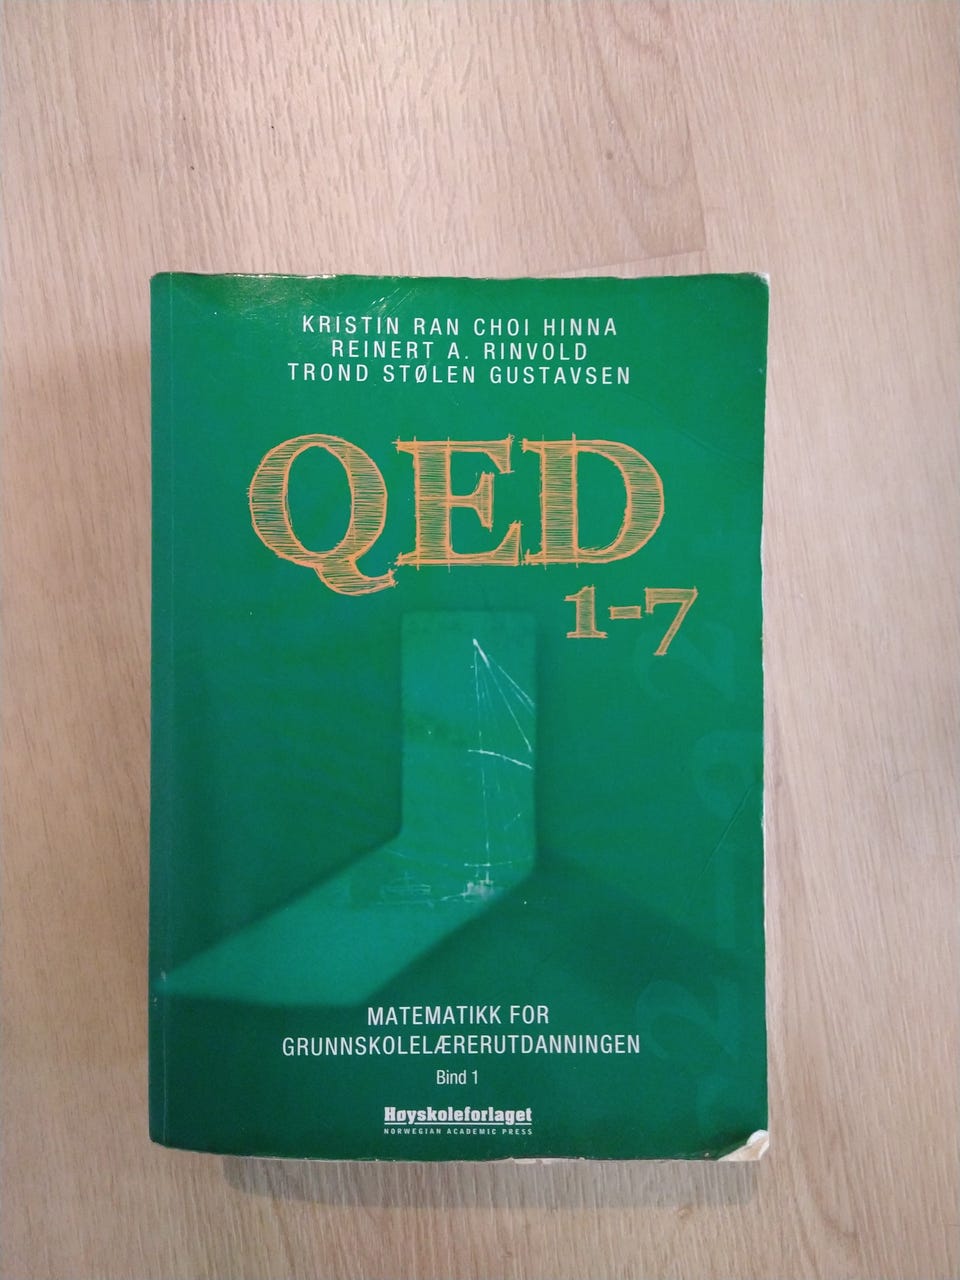 KRISTIN RAN CHOI HINNA
REINERT A. RINVOLD
TROND STØLEN GUSTAVSEN
QED
1-7
MATEMATIKK FOR
GRUNNSKOLELÆRERUTDANNINGEN
Bind 1
Høyskoleforlaget
NORWEGIAN ACADEMIC PRESS